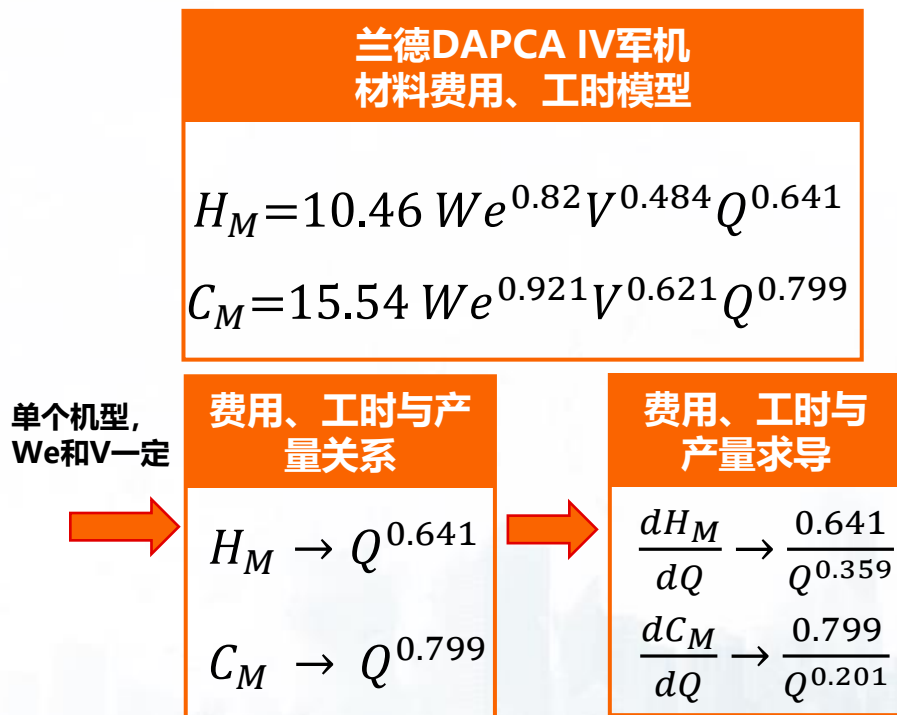 兰德DAPCA IV军机
材料费用、工时模型
H_M=10.46 We^0.82 V^0.484 Q^0.641
C_M=15.54 We^0.921 V^0.621 Q^0.799
单个机型,
We和V一定
费用、工时与产
量关系
H_M → Q^0.641
C_M → Q^0.799
费用、工时与
产量求导
dH_M/dQ → 0.641/Q^0.359
dC_M/dQ → 0.799/Q^0.201